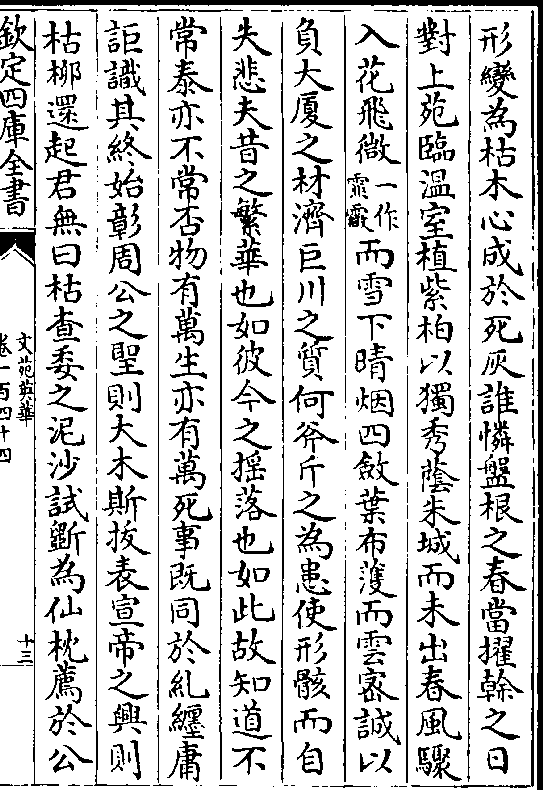 形變為枯木心成於死灰誰憐盤根之春當擢榦之日
對上苑臨溫室植紫柏以獨秀蔭朱城而未出春風驟
入花飛微一作霏霰而雪下晴烟四斂葉布濩而雲密誠以
負大厦之材濟巨川之質何斧斤之為患使形骸而自
失悲夫昔之繁華也如彼今之揺落也如此故知道不
常泰亦不常否物有萬生亦有萬死事既同於糺纆庸
詎識其終始彰周公之聖則大木斯拔表宣帝之興則
枯栁還起君無曰枯查委之泥沙試斵為仙枕薦於公
欽定四庫全書
文苑英華
卷一百四十四
十三